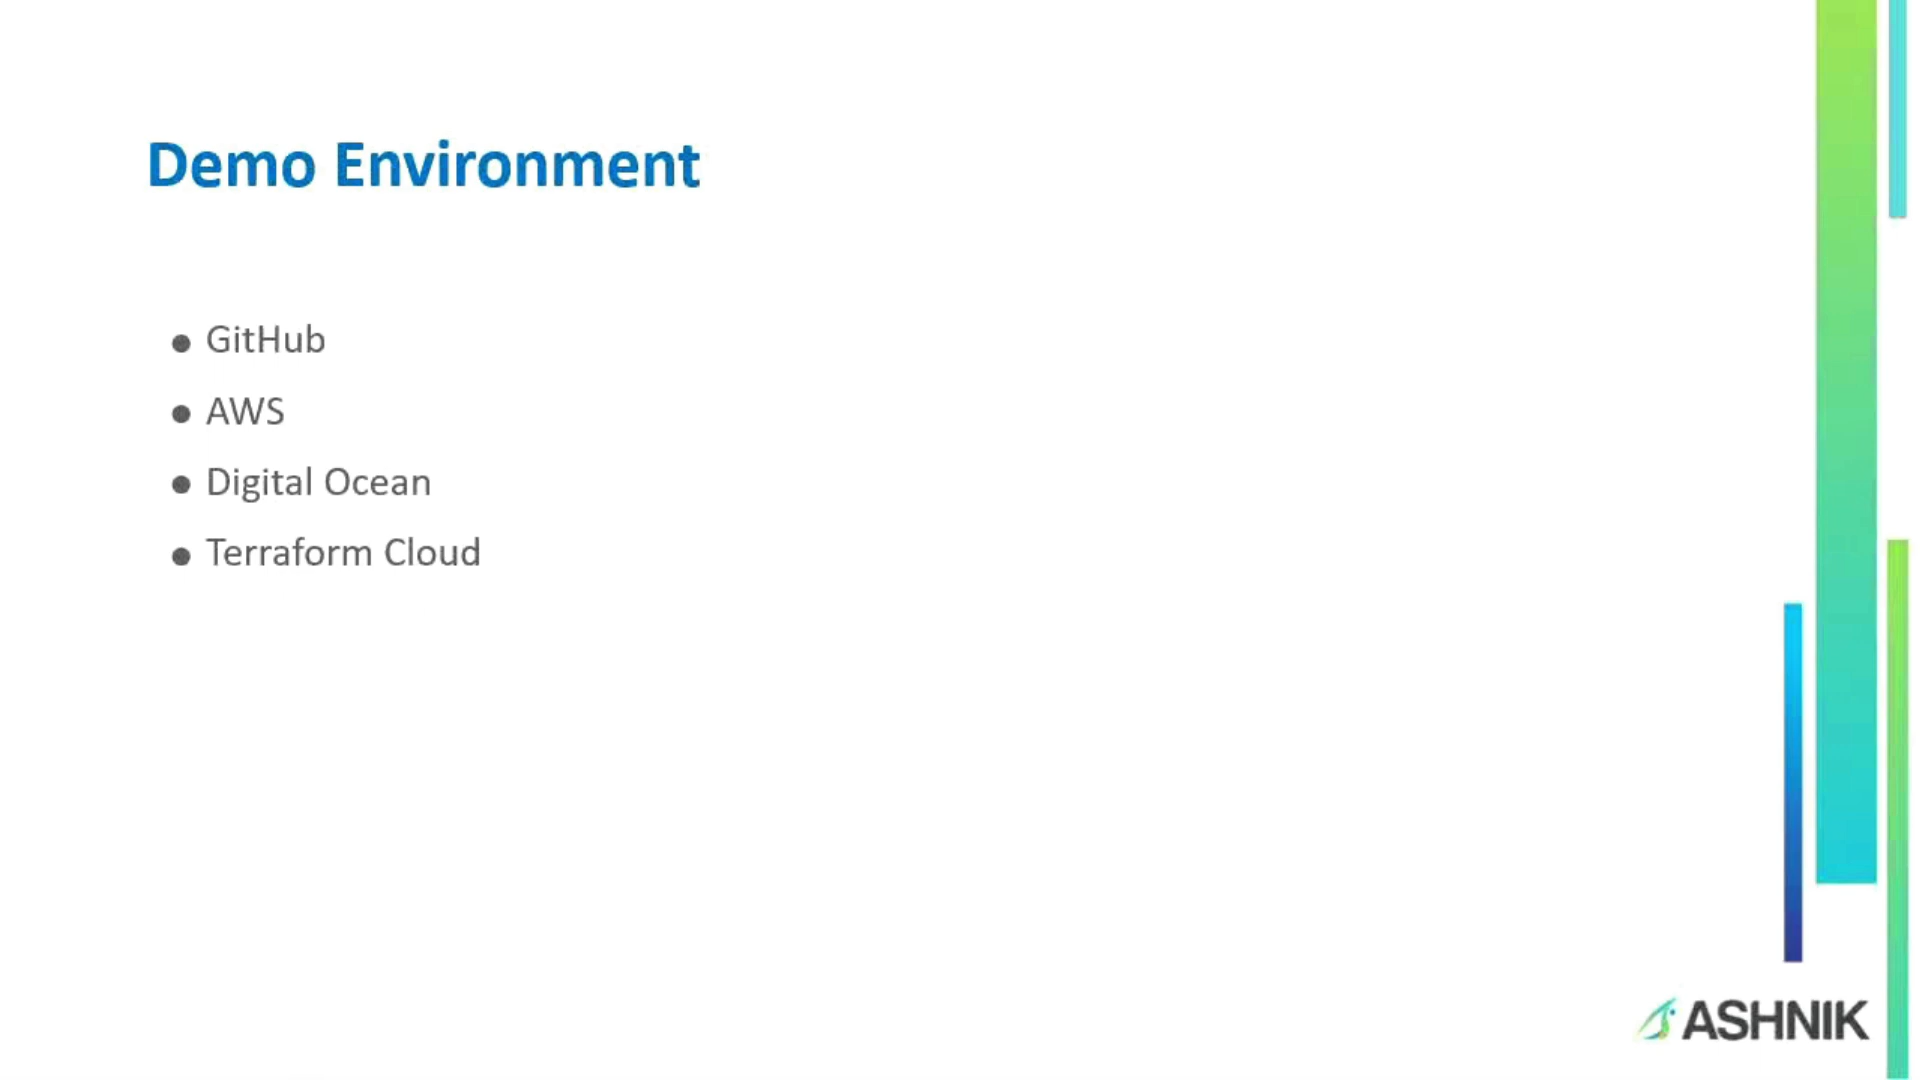 Demo Environment
GitHub
AWS
Digital Ocean
Terraform Cloud
ASHNIK